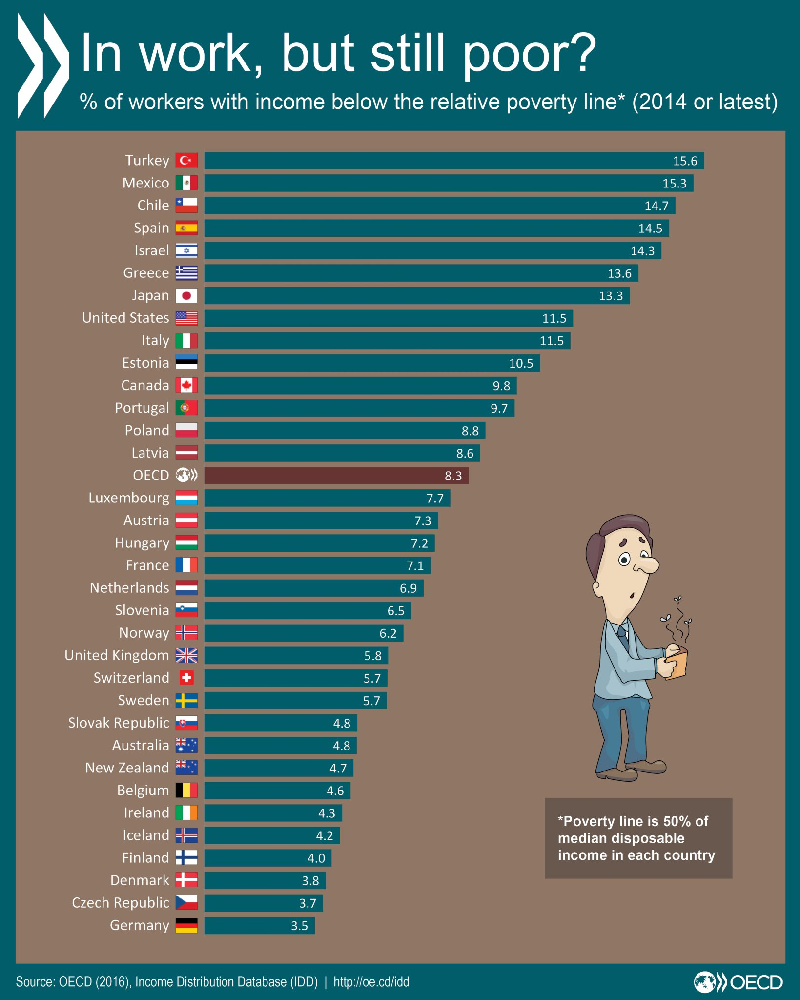 In work, but still poor?
% of workers with income below the relative poverty line* (2014 or latest)
Turkey 15.6
Mexico 15.3
Chile 14.7
Spain 14.5
Israel 14.3
Greece 13.6
Japan 13.3
United States 11.5
Italy 11.5
Estonia 10.5
Canada 9.8
Portugal 9.7
Poland 8.8
Latvia 8.6
OECD 8.3
Luxembourg 7.7
Austria 7.3
Hungary 7.2
France 7.1
Netherlands 6.9
Slovenia 6.5
Norway 6.2
United Kingdom 5.8
Switzerland 5.7
Sweden 5.7
Slovak Republic 4.8
Australia 4.8
New Zealand 4.7
Belgium 4.6
Ireland 4.3
Iceland 4.2
Finland 4.0
Denmark 3.8
Czech Republic 3.7
Germany 3.5
*Poverty line is 50% of
median disposable
income in each country
Source: OECD (2016), Income Distribution Database (IDD) | http://oe.cd/idd
OECD